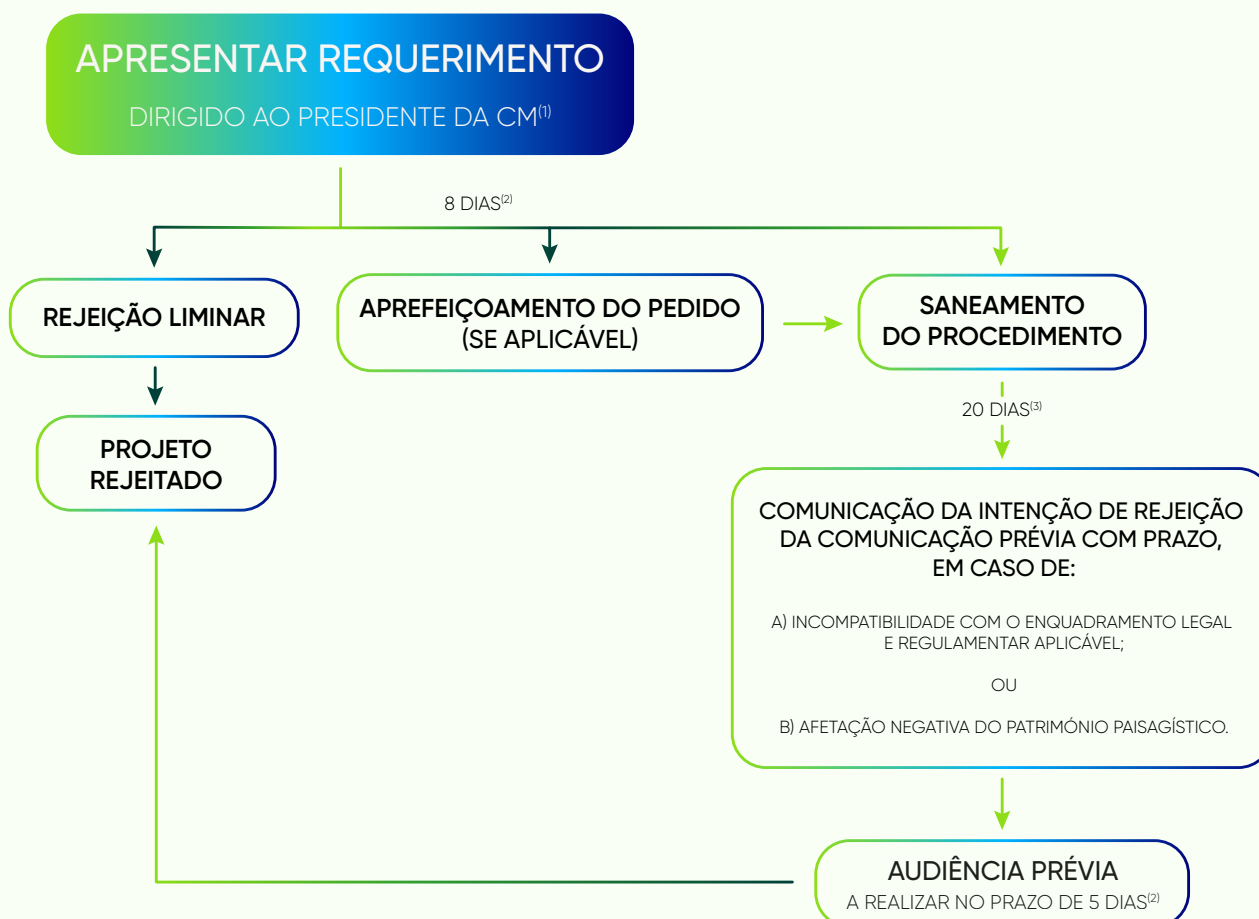 APRESENTAR REQUERIMENTO
DIRIGIDO AO PRESIDENTE DA CM(1)
8 DIAS(2)
REJEIÇÃO LIMINAR
APREFEIÇOAMENTO DO PEDIDO
(SE APLICÁVEL)
SANEAMENTO
DO PROCEDIMENTO
20 DIAS(3)
PROJETO
REJEITADO
COMUNICAÇÃO DA INTENÇÃO DE REJEIÇÃO
DA COMUNICAÇÃO PRÉVIA COM PRAZO,
EM CASO DE:
A) INCOMPATIBILIDADE COM O ENQUADRAMENTO LEGAL
E REGULAMENTAR APLICÁVEL;
OU
B) AFETAÇÃO NEGATIVA DO PATRIMÓNIO PAISAGÍSTICO.
AUDIÊNCIA PRÉVIA
A REALIZAR NO PRAZO DE 5 DIAS(2)